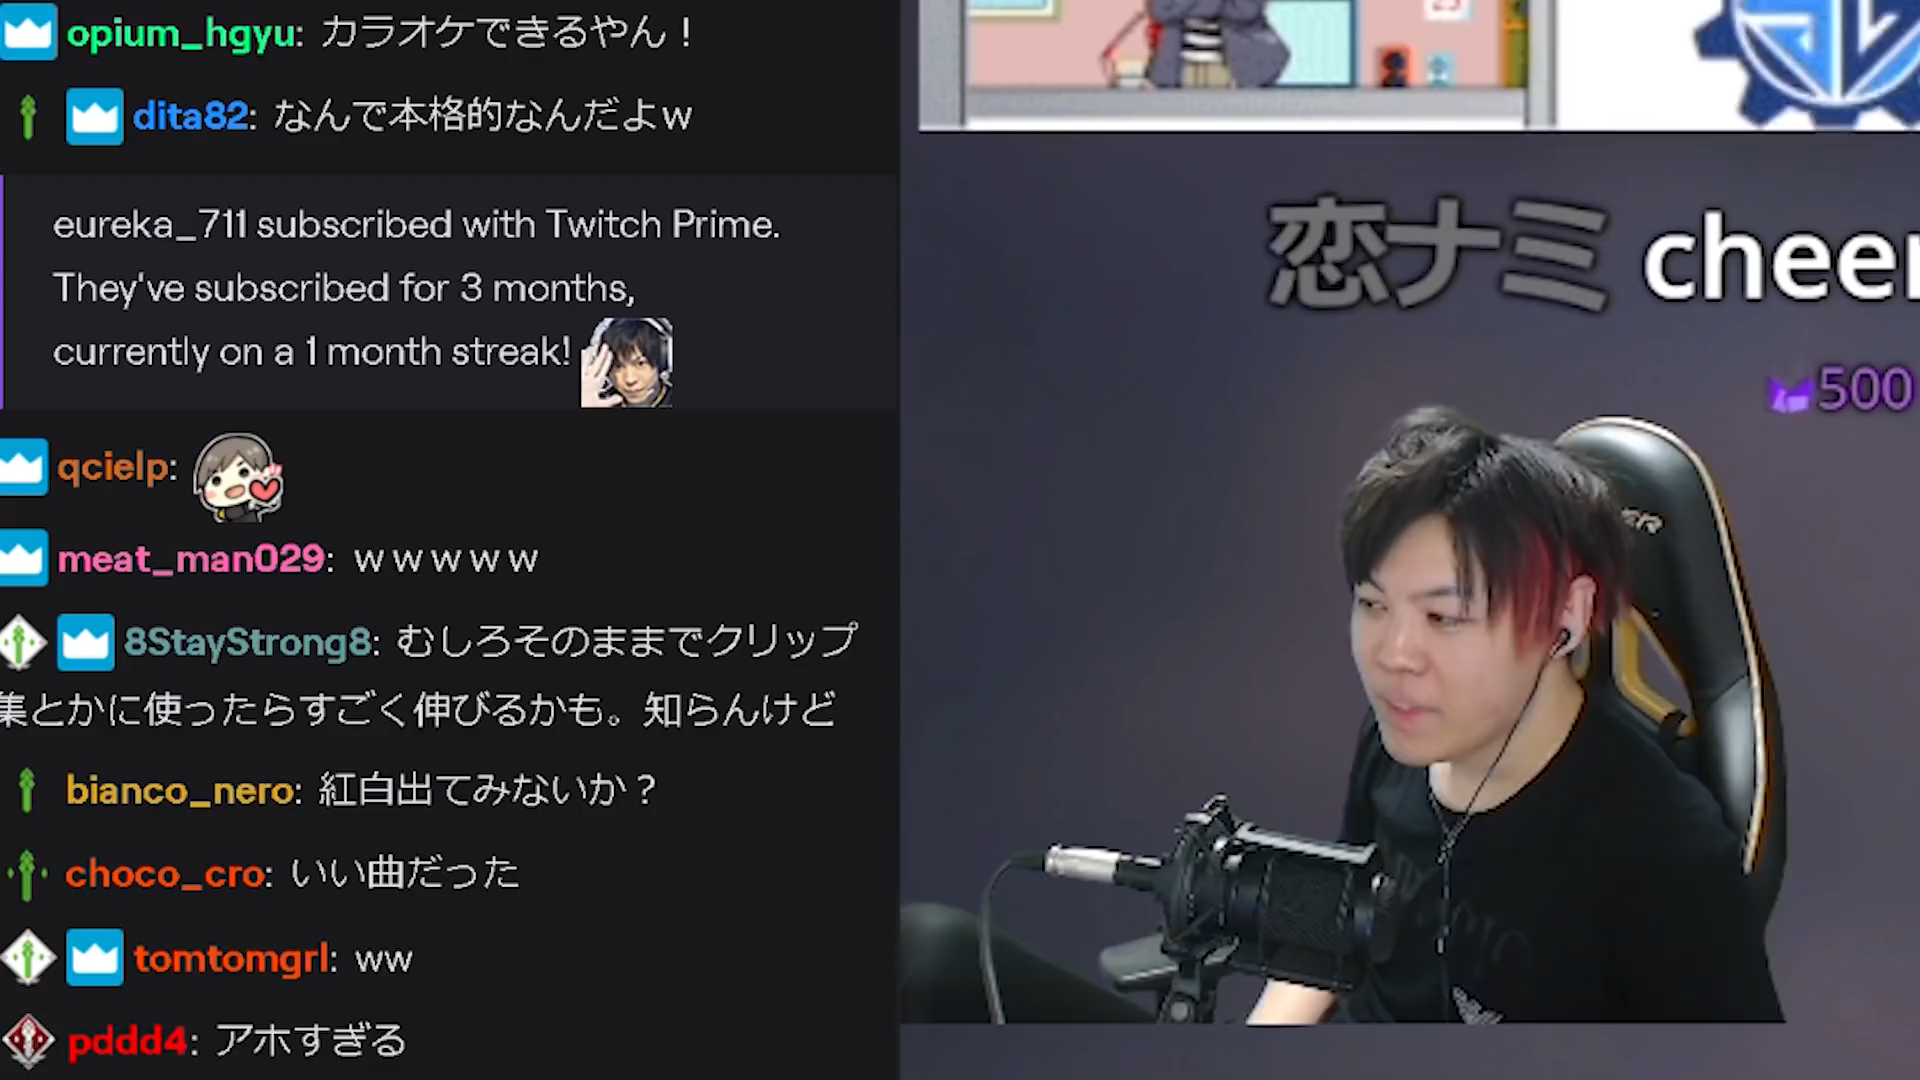 opium_hgyu: カラオケできるやん！
dita82: なんで本格的なんだよw
eureka_711 subscribed with Twitch Prime.
They've subscribed for 3 months,
currently on a 1 month streak!
qcielp:
meat_man029: ｗｗｗｗｗ
8StayStrong8: むしろそのままでクリップ
集とかに使ったらすごく伸びるかも。知らんけど
bianco_nero: 紅白出てみないか？
choco_cro: いい曲だった
tomtomgrl: ww
pddd4: アホすぎる
恋ナミ cheer
500